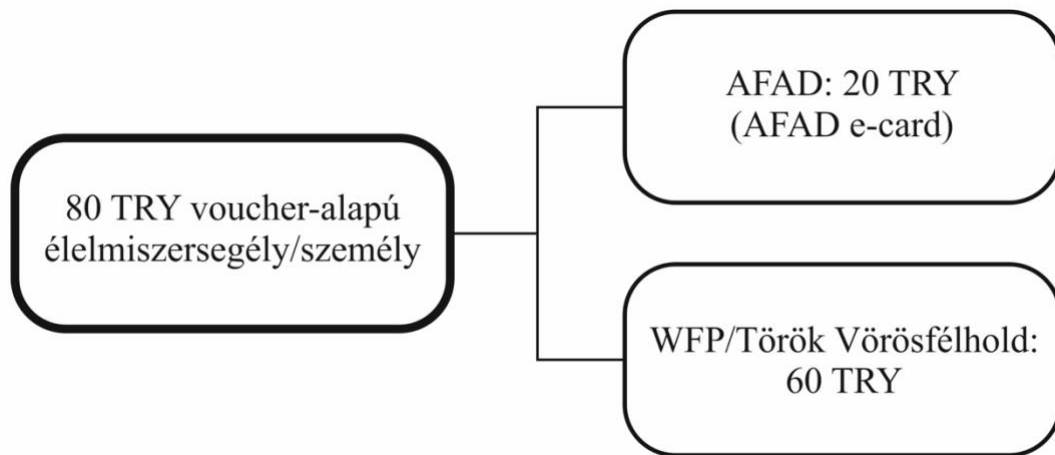 80 TRY voucher-alapú
élelmiszersegély/személy
AFAD: 20 TRY
(AFAD e-card)
WFP/Török Vörösfélhold:
60 TRY